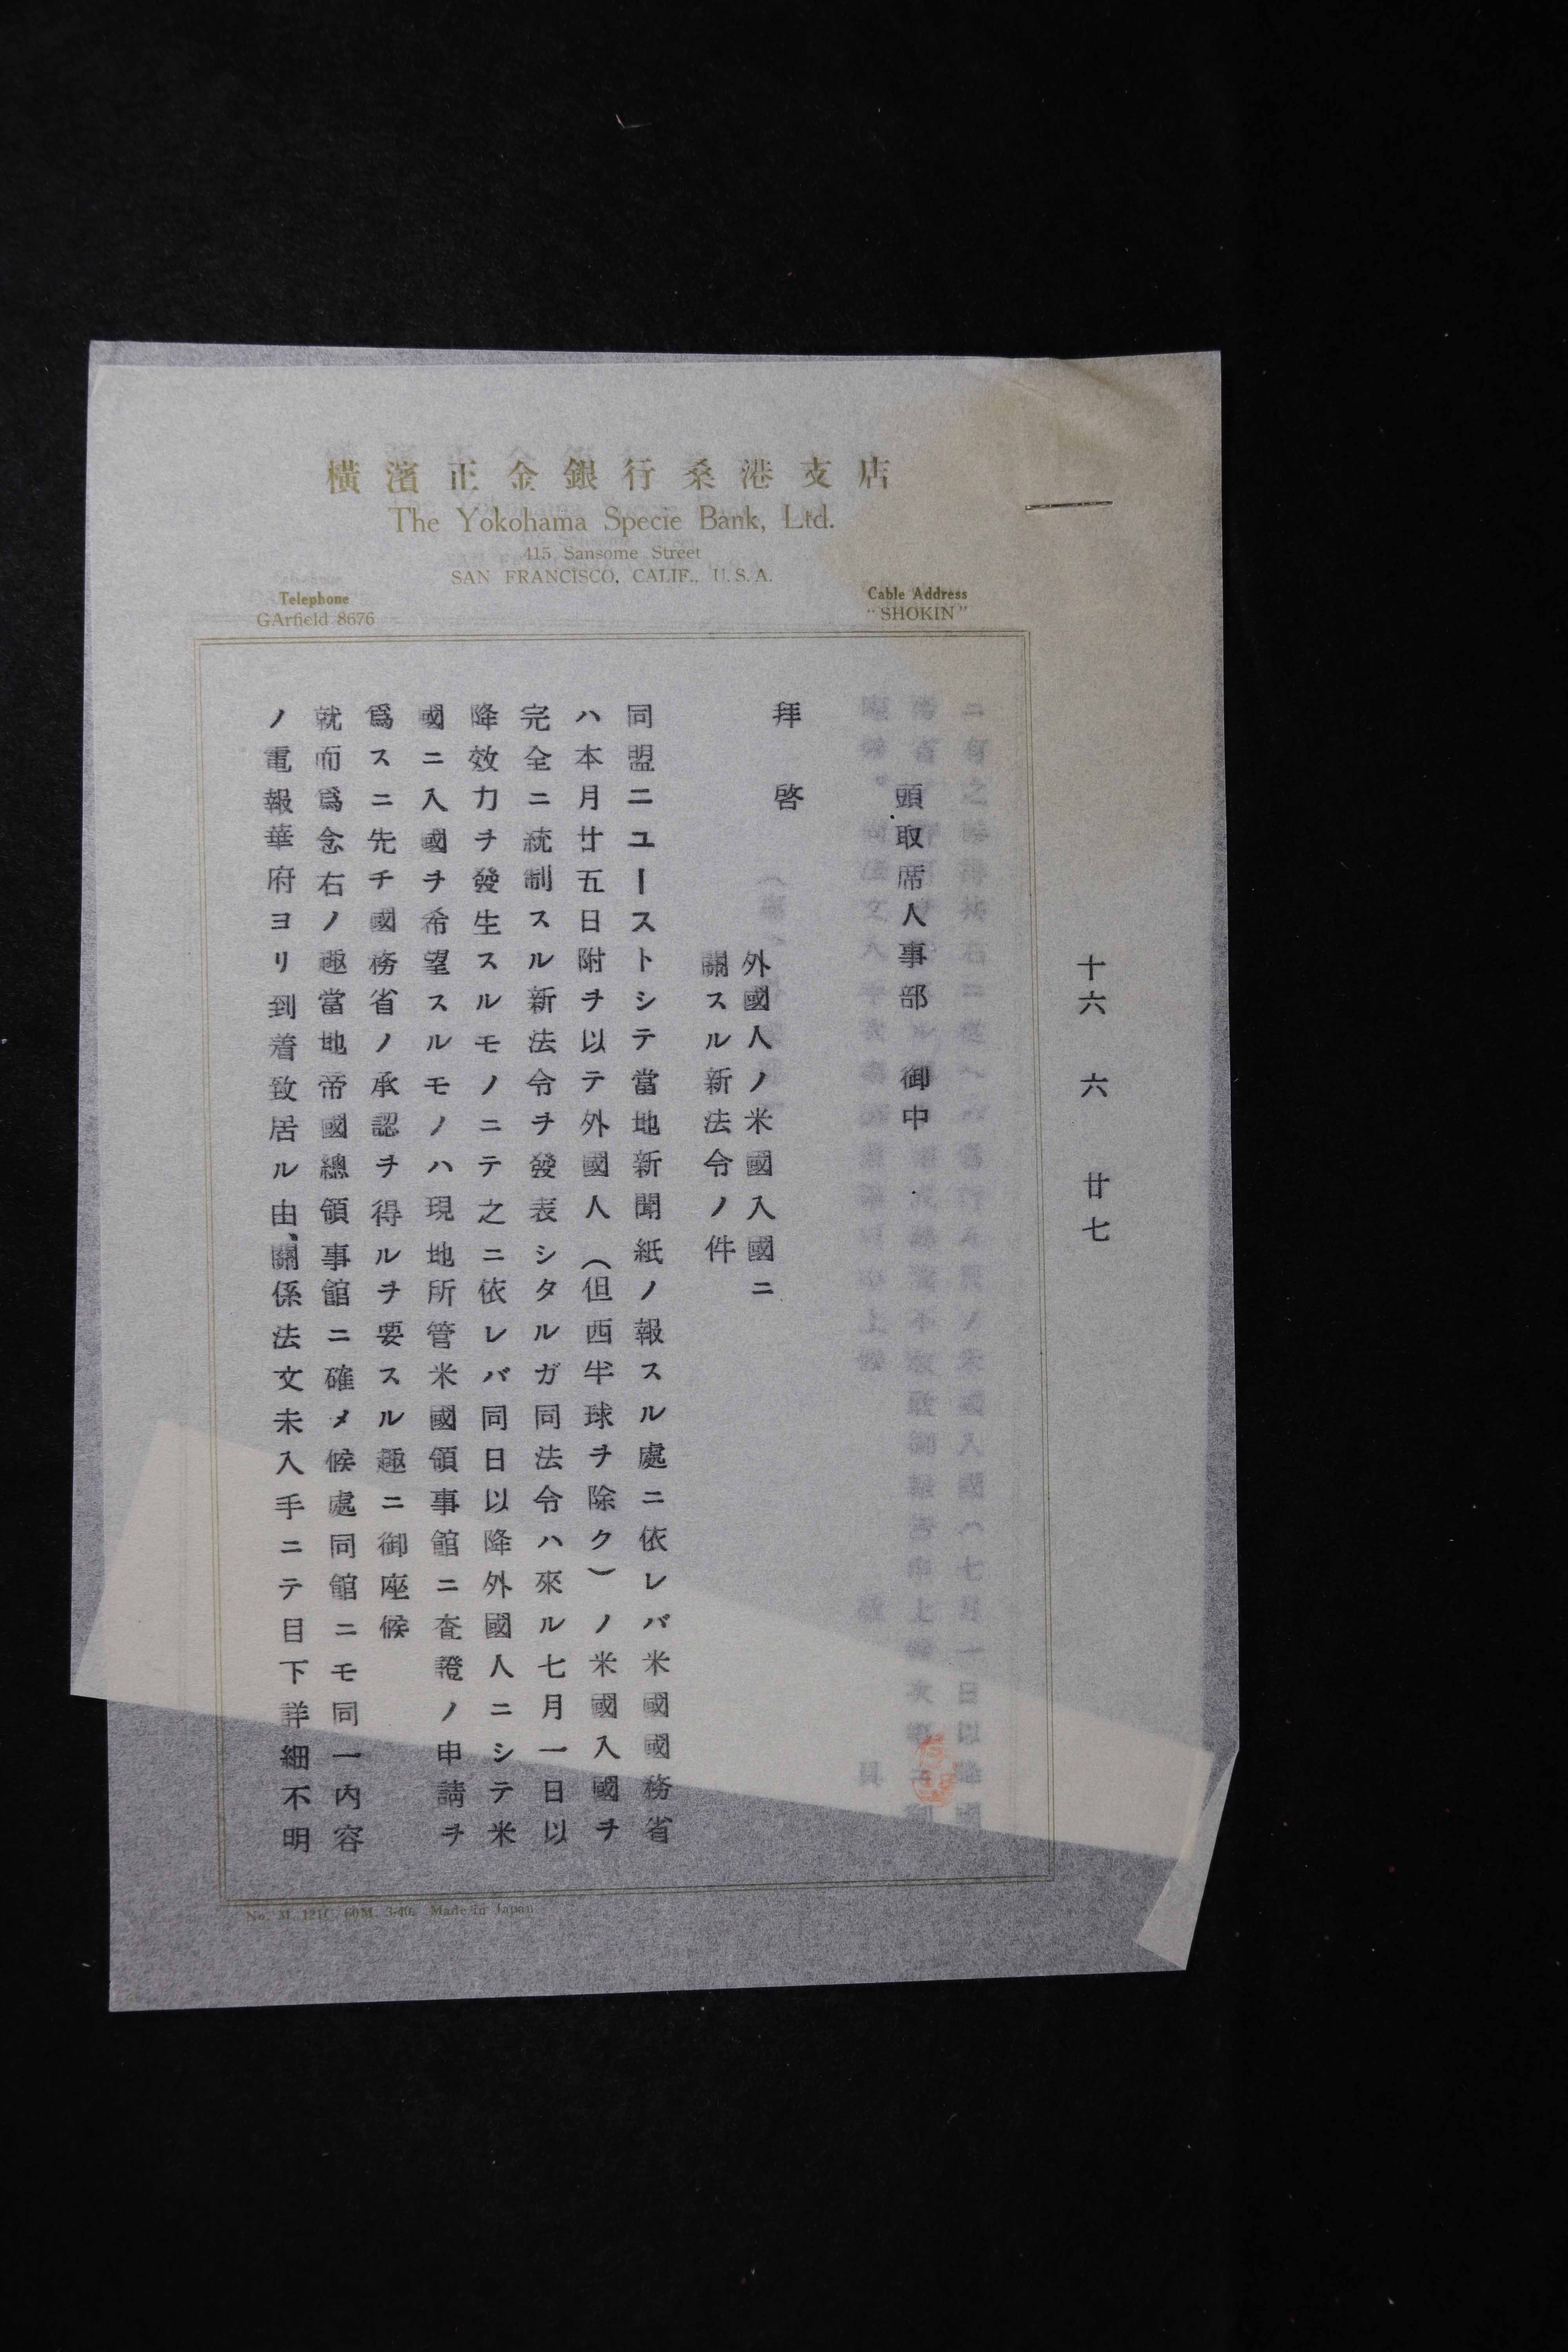 横濱正金銀行桑港支店
The Yokohama Specie Bank, Ltd.
415 Sansome Street
SAN FRANCISCO, CALIF., U.S.A.
Telephone
GArfield 8676
Cable Address
"SHOKIN"
十六 六 廿七
頭取席人事部 御中
拜 啓
外國人ノ米國入國ニ
關スル新法令ノ件
同盟ニユーストシテ當地新聞紙ノ報スル處ニ依レバ米國國務省
ハ本月廿五日附ヲ以テ外國人（但西半球ヲ除ク）ノ米國入國ヲ
完全ニ統制スル新法令ヲ發表シタルガ同法令ハ來ル七月一日以
降效力ヲ發生スルモノニテ之ニ依レバ同日以降外國人ニシテ米
國ニ入國ヲ希望スルモノハ現地所管米國領事館ニ査證ノ申請ヲ
爲スニ先チ國務省ノ承認ヲ得ルヲ要スル趣ニ御座候
就而爲念右ノ趣當地帝國總領事館ニ確メ候處同館ニモ同一内容
ノ電報華府ヨリ到着致居ル由、關係法文未入手ニテ目下詳細不明
No. M. 121C 60M. 3-40. Made in Japan